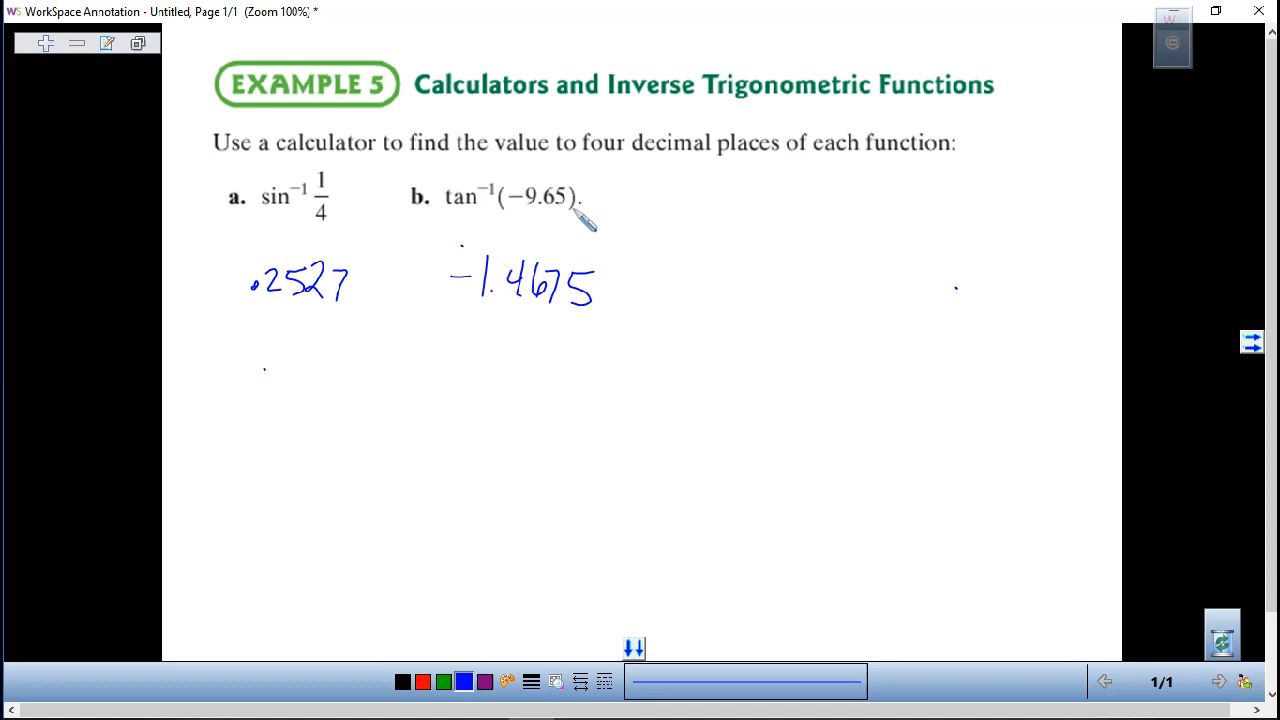 WS WorkSpace Annotation - Untitled, Page 1/1 (Zoom 100%) *
EXAMPLE 5 Calculators and Inverse Trigonometric Functions
Use a calculator to find the value to four decimal places of each function:
a. sin⁻¹ 1/4 b. tan⁻¹(−9.65).
.2527 -1.4675
1/1